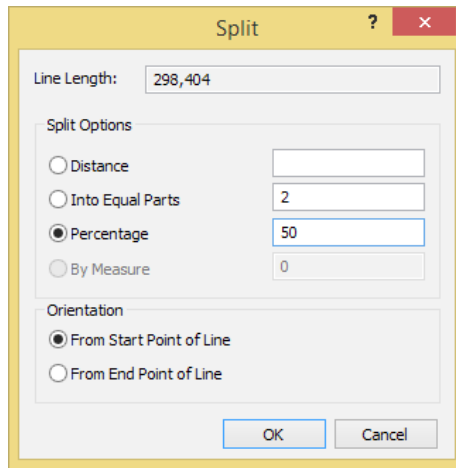 Split ? ×
Line Length: 298,404
Split Options
Distance
Into Equal Parts 2
Percentage 50
By Measure 0
Orientation
From Start Point of Line
From End Point of Line
OK Cancel